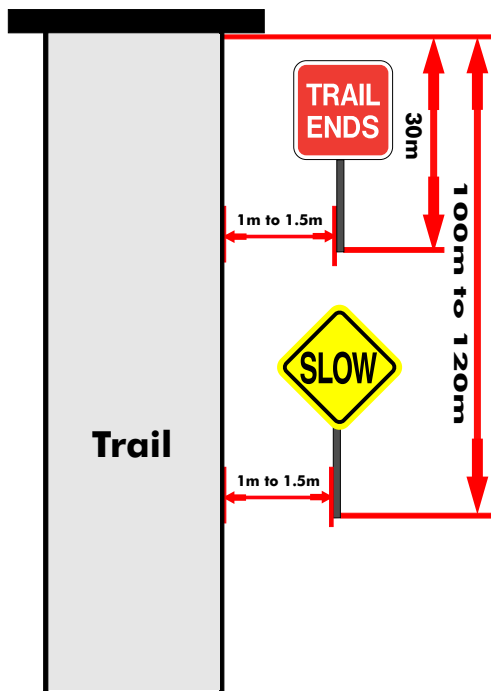 TRAIL
ENDS
30m
1m to 1.5m
100m to 120m
SLOW
Trail
1m to 1.5m